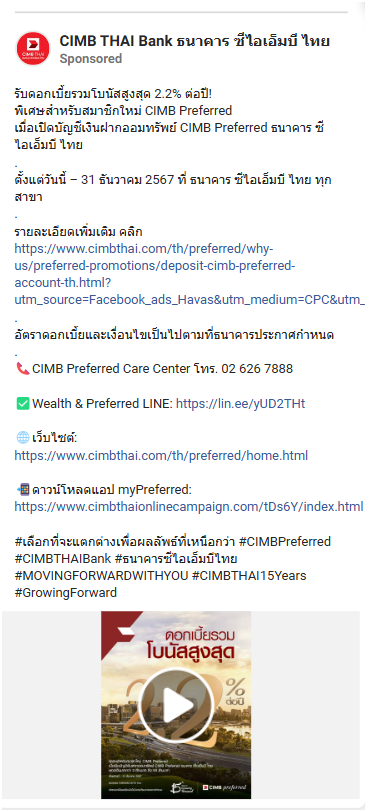 CIMB THAI Bank ธนาคาร ซีไอเอ็มบี ไทย
Sponsored
รับดอกเบี้ยรวมโบนัสสูงสุด 2.2% ต่อปี!
พิเศษสำหรับสมาชิกใหม่ CIMB Preferred
เมื่อเปิดบัญชีเงินฝากออมทรัพย์ CIMB Preferred ธนาคาร ซี
ไอเอ็มบี ไทย
.
ตั้งแต่วันนี้ – 31 ธันวาคม 2567 ที่ ธนาคาร ซีไอเอ็มบี ไทย ทุก
สาขา
.
รายละเอียดเพิ่มเติม คลิก
https://www.cimbthai.com/th/preferred/why-
us/preferred-promotions/deposit-cimb-preferred-
account-th.html?
utm_source=Facebook_ads_Havas&utm_medium=CPC&utm_
.
อัตราดอกเบี้ยและเงื่อนไขเป็นไปตามที่ธนาคารประกาศกำหนด
.
📞 CIMB Preferred Care Center โทร. 02 626 7888
✅ Wealth & Preferred LINE: https://lin.ee/yUD2THt
🌐 เว็บไซต์:
https://www.cimbthai.com/th/preferred/home.html
📲 ดาวน์โหลดแอป myPreferred:
https://www.cimbthaionlinecampaign.com/tDs6Y/index.html
#เลือกที่จะแตกต่างเพื่อผลลัพธ์ที่เหนือกว่า #CIMBPreferred
#CIMBTHAIBank #ธนาคารซีไอเอ็มบีไทย
#MOVINGFORWARDWITHYOU #CIMBTHAI15Years
#GrowingForward
ดอกเบี้ยรวม
โบนัสสูงสุด
2.2% ต่อปี
CIMB preferred